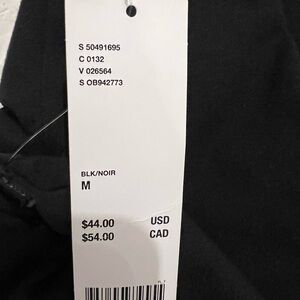 S 50491695
C 0132
V 026564
S OB942773
BLK/NOIR
M
$44.00 USD
$54.00 CAD